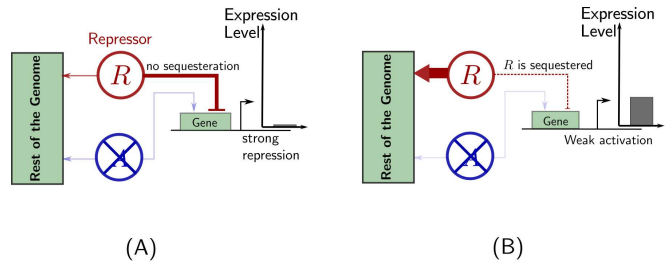 Expression
Level
Repressor
R
no sequesteration
Rest of the Genome
Gene
strong
repression
A
(A)
Expression
Level
R
R is sequestered
Rest of the Genome
Gene
Weak activation
A
(B)